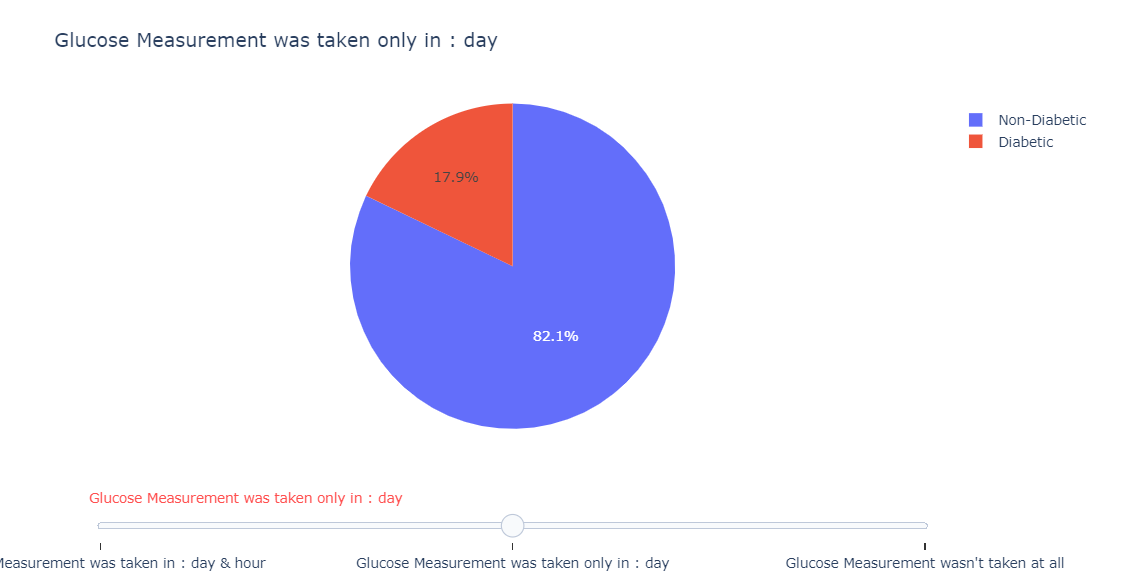 Glucose Measurement was taken only in : day
Non-Diabetic
Diabetic
17.9%
82.1%
Glucose Measurement was taken only in : day
Measurement was taken in : day & hour
Glucose Measurement was taken only in : day
Glucose Measurement wasn't taken at all